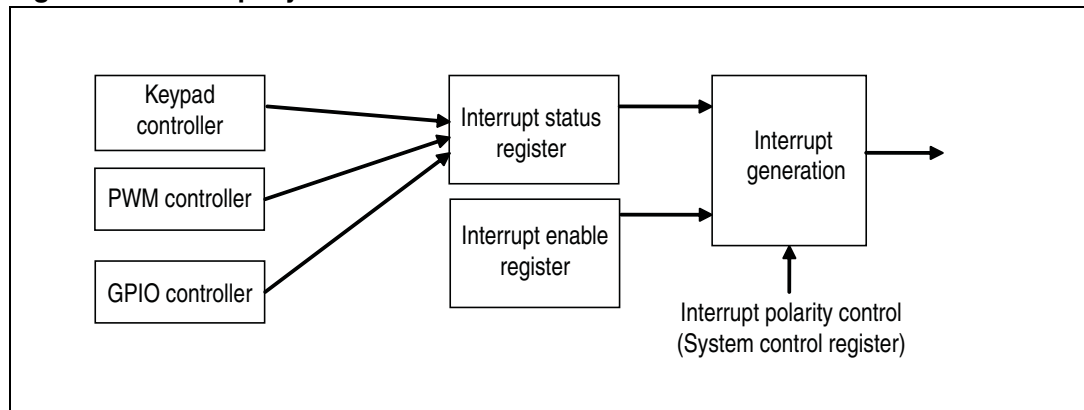 Keypad
controller
PWM controller
GPIO controller
Interrupt status
register
Interrupt enable
register
Interrupt
generation
Interrupt polarity control
(System control register)